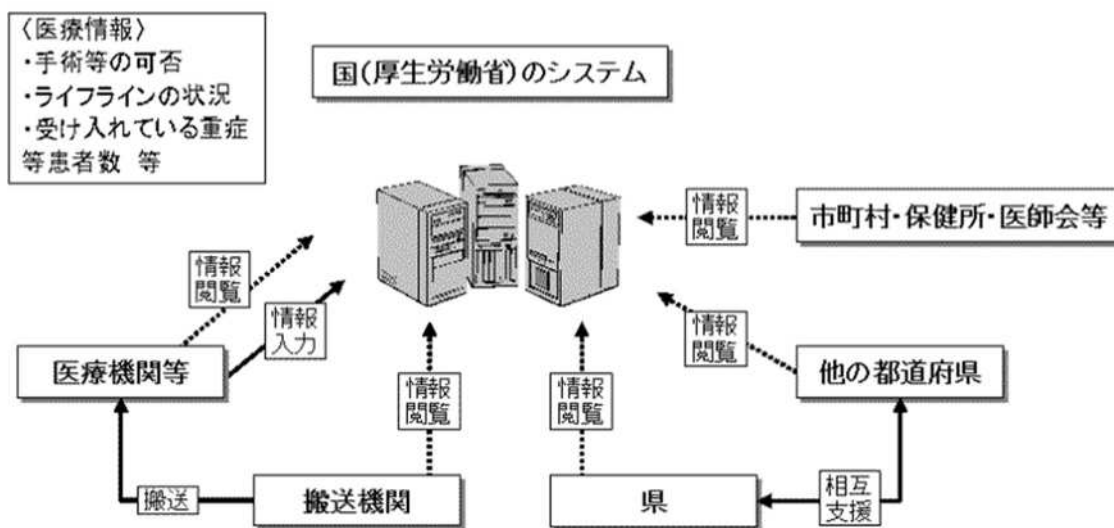 〈医療情報〉
・手術等の可否
・ライフラインの状況
・受け入れている重症
等患者数 等
国(厚生労働省)のシステム
情報
閲覧
市町村・保健所・医師会等
情報
閲覧
情報
入力
情報
閲覧
医療機関等
他の都道府県
情報
閲覧
情報
閲覧
搬送
搬送機関
県
相互
支援